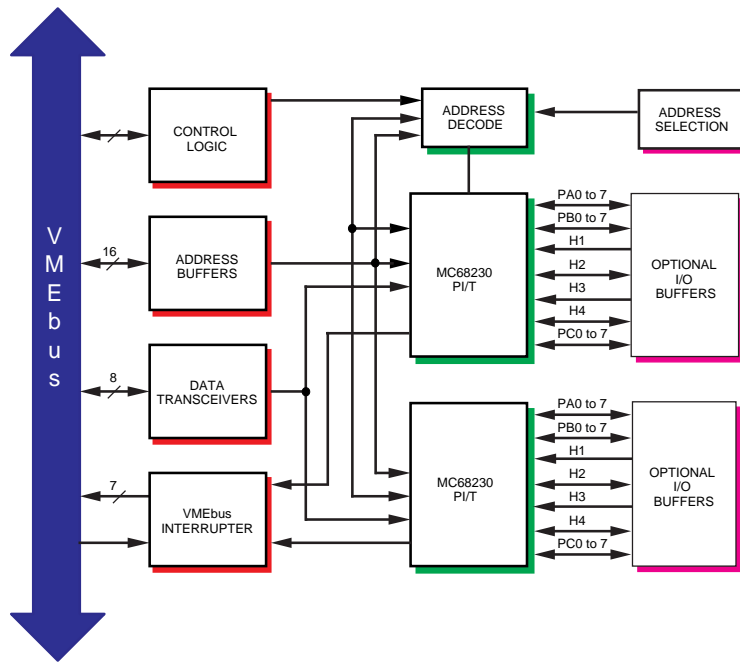 VMEbus
CONTROL
LOGIC
ADDRESS
DECODE
ADDRESS
SELECTION
16
ADDRESS
BUFFERS
MC68230
PI/T
PA0 to 7
PB0 to 7
H1
H2
H3
H4
PC0 to 7
OPTIONAL
I/O
BUFFERS
8
DATA
TRANSCEIVERS
7
VMEbus
INTERRUPTER
MC68230
PI/T
PA0 to 7
PB0 to 7
H1
H2
H3
H4
PC0 to 7
OPTIONAL
I/O
BUFFERS